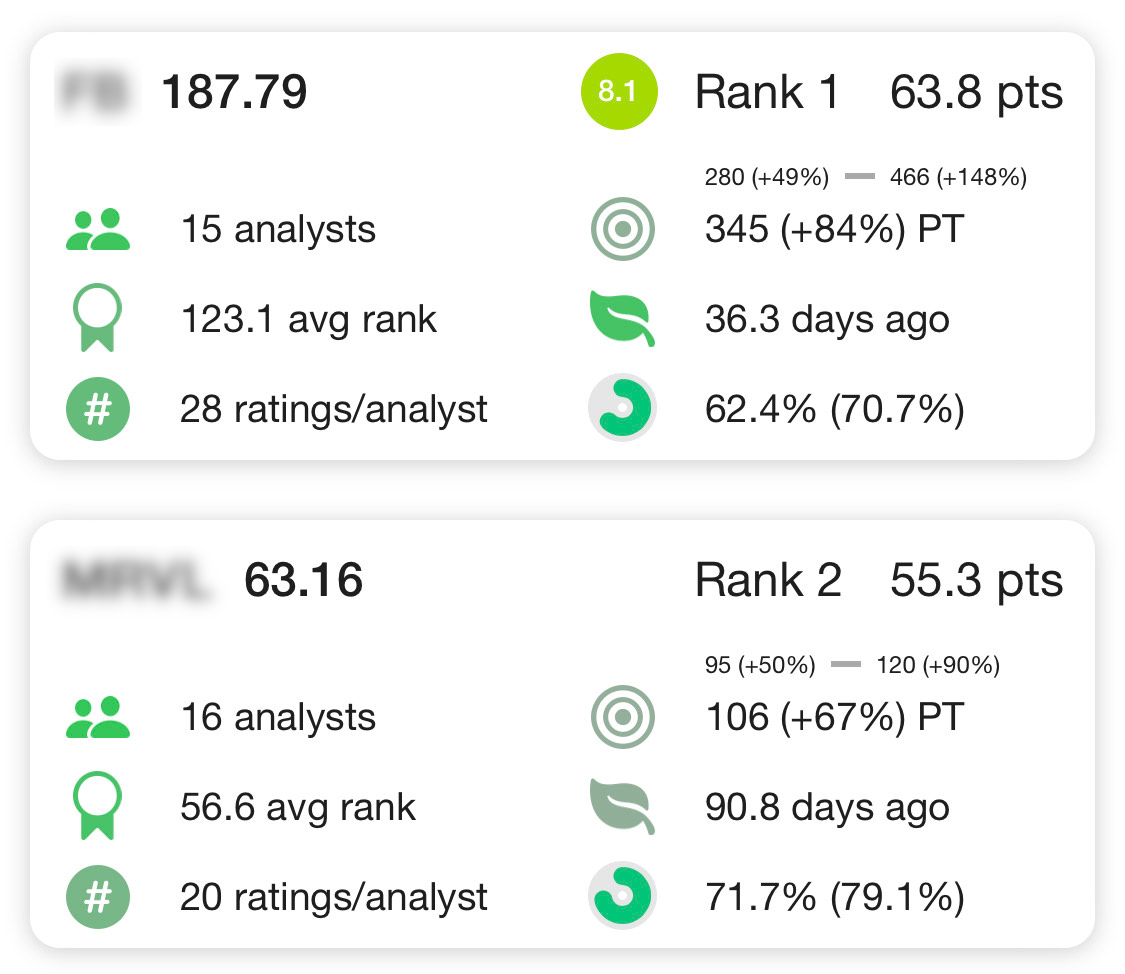 FB 187.79 8.1 Rank 1 63.8 pts
280 (+49%) — 466 (+148%)
15 analysts 345 (+84%) PT
123.1 avg rank 36.3 days ago
# 28 ratings/analyst 62.4% (70.7%)
MRVL 63.16 Rank 2 55.3 pts
95 (+50%) — 120 (+90%)
16 analysts 106 (+67%) PT
56.6 avg rank 90.8 days ago
# 20 ratings/analyst 71.7% (79.1%)